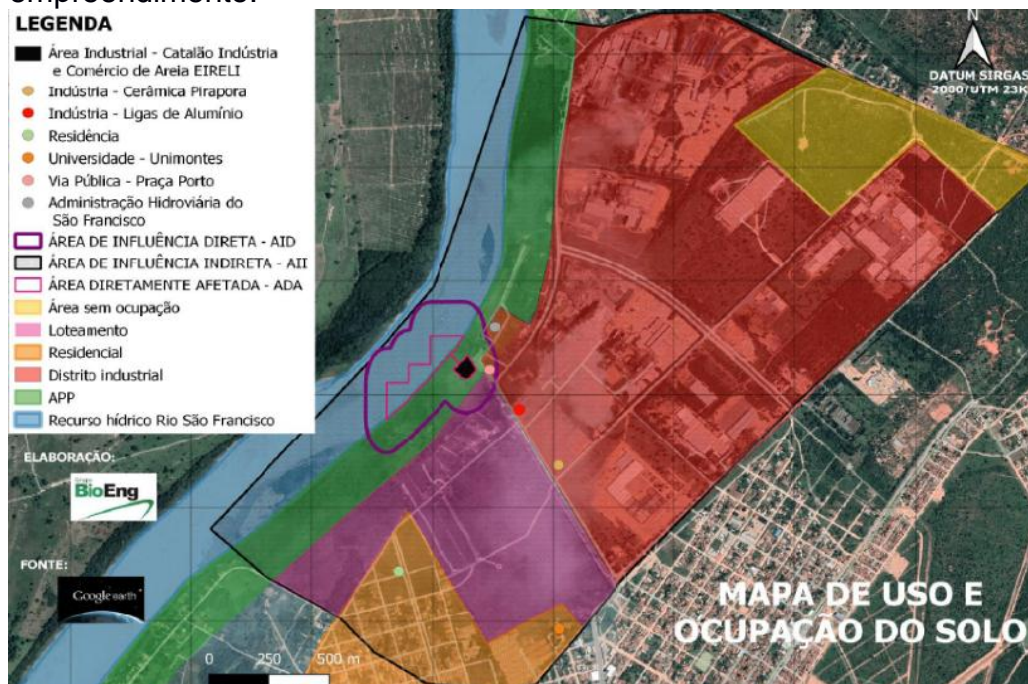 empreendimento.
LEGENDA
Área Industrial - Catalão Indústria
e Comércio de Areia EIRELI
Indústria - Cerâmica Pirapora
Indústria - Ligas de Alumínio
Residência
Universidade - Unimontes
Via Pública - Praça Porto
Administração Hidroviária do
São Francisco
ÁREA DE INFLUÊNCIA DIRETA - AID
ÁREA DE INFLUÊNCIA INDIRETA - AII
ÁREA DIRETAMENTE AFETADA - ADA
Área sem ocupação
Loteamento
Residencial
Distrito industrial
APP
Recurso hídrico Rio São Francisco
N
DATUM SIRGAS
2000/UTM 23K
ELABORAÇÃO:
BioEng
FONTE:
Google earth
0 250 500 m
MAPA DE USO E
OCUPAÇÃO DO SOLO